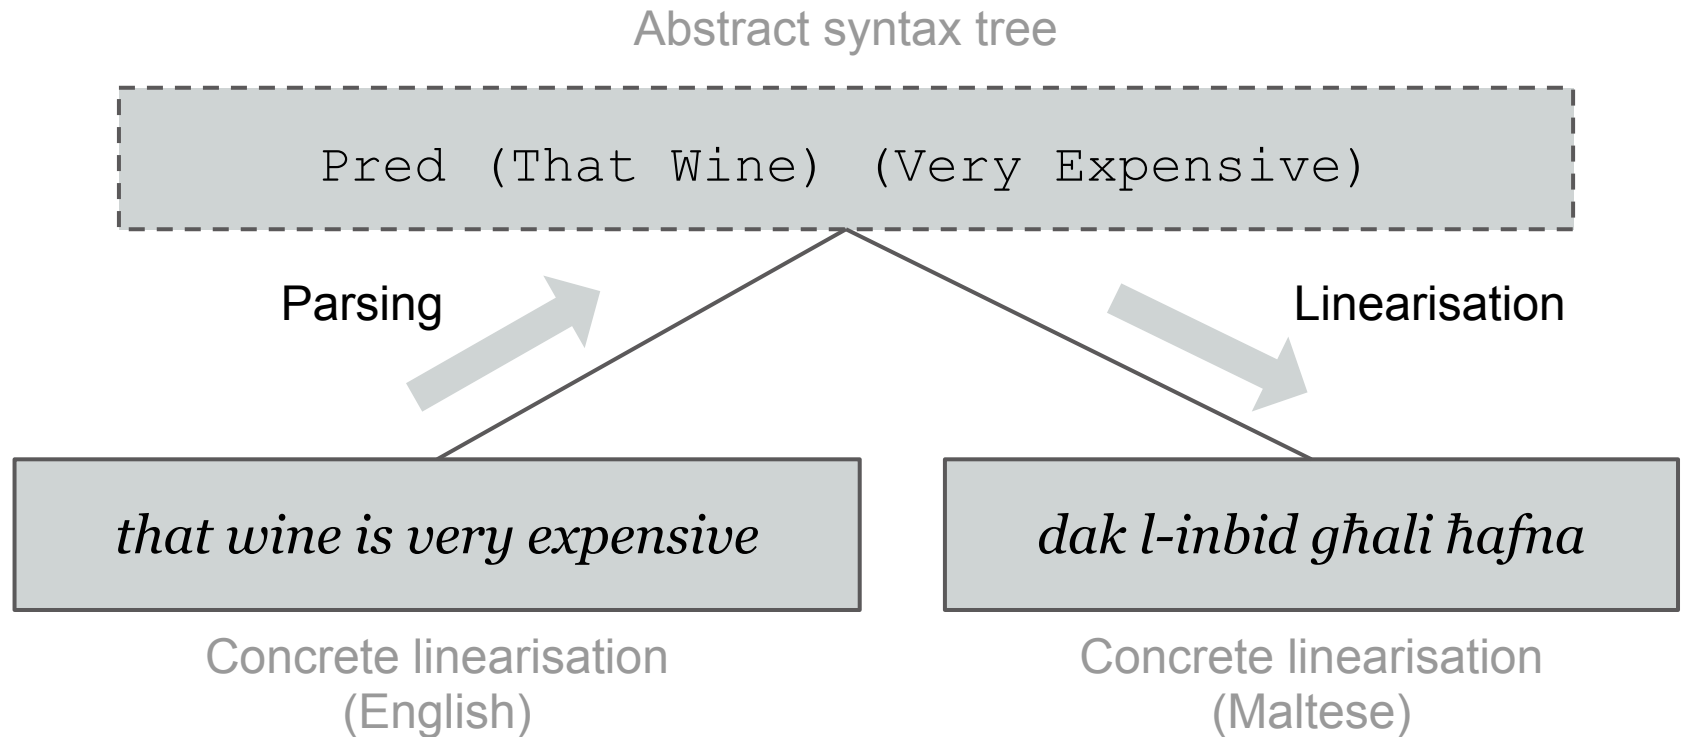 Abstract syntax tree
Pred (That Wine) (Very Expensive)
Parsing
Linearisation
that wine is very expensive
dak l-inbid għali ħafna
Concrete linearisation
(English)
Concrete linearisation
(Maltese)